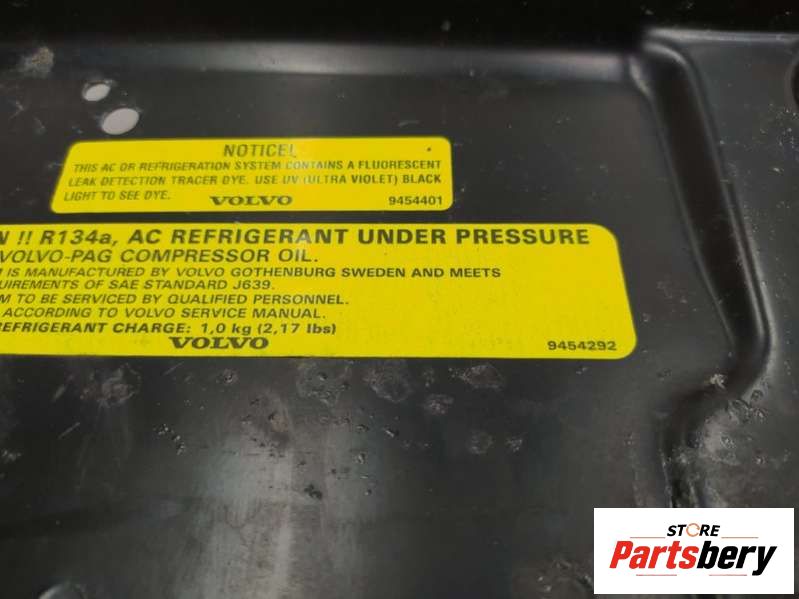 NOTICE!
THIS AC OR REFRIGERATION SYSTEM CONTAINS A FLUORESCENT
LEAK DETECTION TRACER DYE. USE UV (ULTRA VIOLET) BLACK
LIGHT TO SEE DYE. VOLVO 9454401
N !! R134a, AC REFRIGERANT UNDER PRESSURE
VOLVO-PAG COMPRESSOR OIL.
IS MANUFACTURED BY VOLVO GOTHENBURG SWEDEN AND MEETS
UIREMENTS OF SAE STANDARD J639.
M TO BE SERVICED BY QUALIFIED PERSONNEL.
ACCORDING TO VOLVO SERVICE MANUAL.
REFRIGERANT CHARGE: 1,0 kg (2,17 lbs)
VOLVO 9454292
STORE
Partsbery